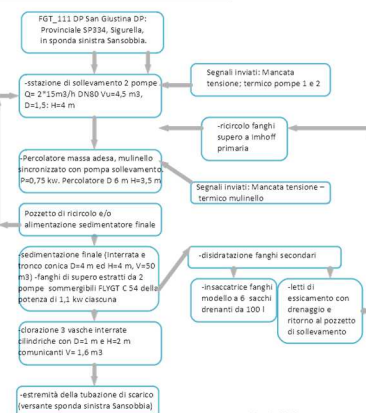 FGT_111 DP San Giustina DP:
Provinciale SP334, Sigurella,
in sponda sinistra Sansobbia.
-sstazione di sollevamento 2 pompe
Q= 2*15m3/h DN80 Vu=4,5 m3,
D=1,5: H=4 m
Segnali inviati: Mancata
tensione; termico pompe 1 e 2
-ricircolo fanghi
supero a Imhoff
primaria
-Percolatore massa adesa, mulinello
sincronizzato con pompa sollevamento,
P=0,75 kw. Percolatore D 6 m H=3,5 m
Segnali inviati: Mancata tensione –
termico mulinello
Pozzetto di ricircolo e/o
alimentazione sedimentatore finale
-sedimentazione finale (Interrata e
tronco conica D=4 m ed H=4 m, V=50
m3) -fanghi di supero estratti da 2
pompe sommergibili FLYGT C 54 della
potenza di 1,1 kw ciascuna
-disidratazione fanghi secondari
-insaccatrice fanghi
modello a 6 sacchi
drenanti da 100 l
-letti di
essicamento con
drenaggio e
ritorno al pozzetto
di sollevamento
-clorazione 3 vasche interrate
cilindriche con D=1 m e H=2 m
comunicanti V= 1,6 m3
-estremità della tubazione di scarico
(versante sponda sinistra Sansobbia)